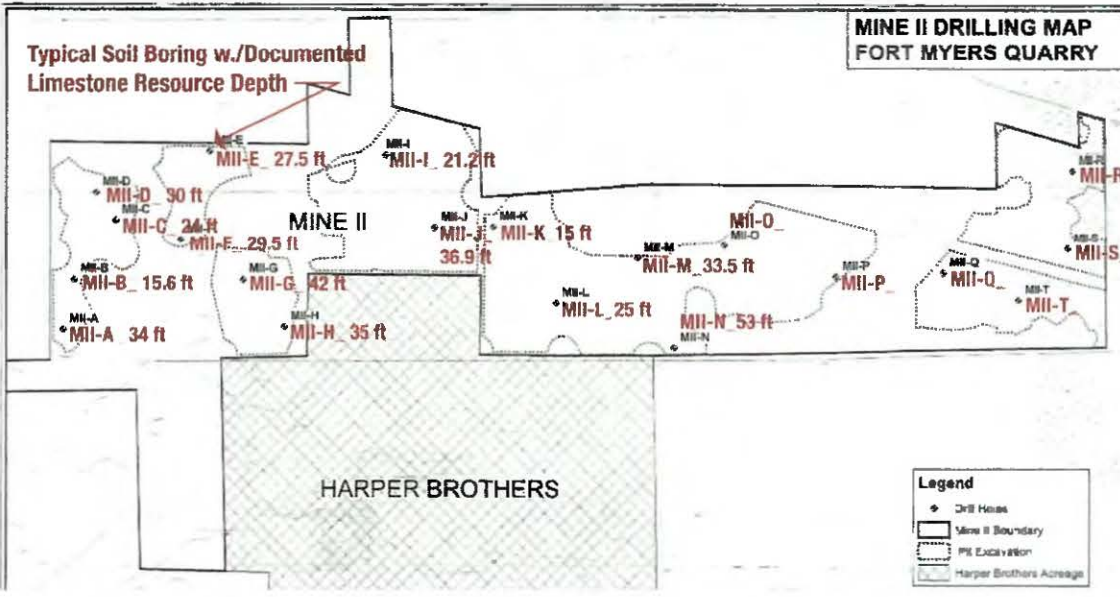 MINE II DRILLING MAP
FORT MYERS QUARRY
Typical Soil Boring w./Documented
Limestone Resource Depth
MII-E
MII-E_ 27.5 ft
MII-I
MII-I_ 21.2 ft
MII-D
MII-D_ 30 ft
MII-C
MII-C_ 24 ft
MII-F_ 29.5 ft
MINE II
MII-J
MII-J_
36.9 ft
MII-K
MII-K 15 ft
MII-B
MII-B_ 15.6 ft
MII-G
MII-G_ 42 ft
MII-A
MII-A 34 ft
MII-H
MII-H_ 35 ft
MII-M
MII-M_ 33.5 ft
MII-L
MII-L_ 25 ft
MII-N_ 53 ft
MII-N
MII-O_
MII-O
MII-P
MII-P_
MII-Q
MII-Q_
MII-R
MII-R
MII-S
MII-S
MII-T
MII-T_
HARPER BROTHERS
Legend
Drill Holes
Mine II Boundary
Pit Excavation
Harper Brothers Acreage